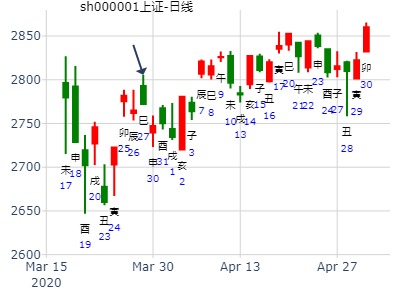 sh000001上证-日线
2850
2800
2750
2700
2650
2600
未
17
申
18
酉
19
戌
20
丑
23
寅
24
卯
25
辰
26
巳
27
申
30
酉
31
戌
1
亥
2
子
3
辰
7
巳
8
午
9
未
10
戌
13
亥
14
子
15
丑
16
寅
17
巳
20
午
21
未
22
申
23
酉
24
子
27
丑
28
寅
29
卯
30
Mar 15
2020
Mar 30
Apr 13
Apr 27